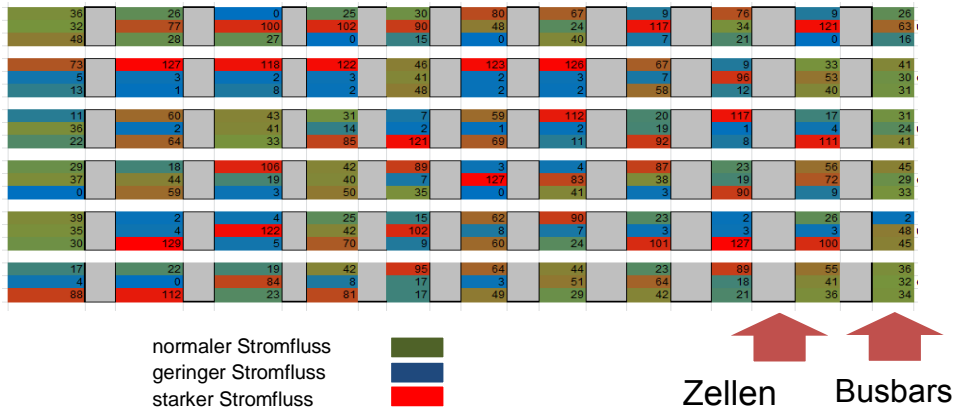 36 26 0 25 30 80 67 9 76 9 26
32 77 100 102 90 48 24 117 34 121 63
48 28 27 0 15 0 40 7 21 0 16
73 127 118 122 46 123 126 67 9 33 41
5 3 2 2 41 2 3 7 96 53 30
13 1 8 3 48 2 2 58 12 40 31
11 60 43 31 7 59 112 20 117 17 31
36 2 41 14 2 1 2 19 1 4 24
22 64 33 85 121 69 11 92 8 111 41
29 18 106 42 89 3 4 87 23 56 45
37 44 19 40 7 127 83 38 19 72 29
0 59 3 50 35 0 41 3 90 9 33
39 2 4 25 15 62 90 23 2 26 2
35 4 122 42 102 8 7 3 3 3 48
30 129 5 70 9 60 24 101 127 100 45
17 22 19 42 95 64 44 23 89 55 36
4 0 84 8 17 3 51 64 18 41 32
88 112 23 81 17 49 29 42 21 36 34
normaler Stromfluss
geringer Stromfluss
starker Stromfluss
Zellen Busbars